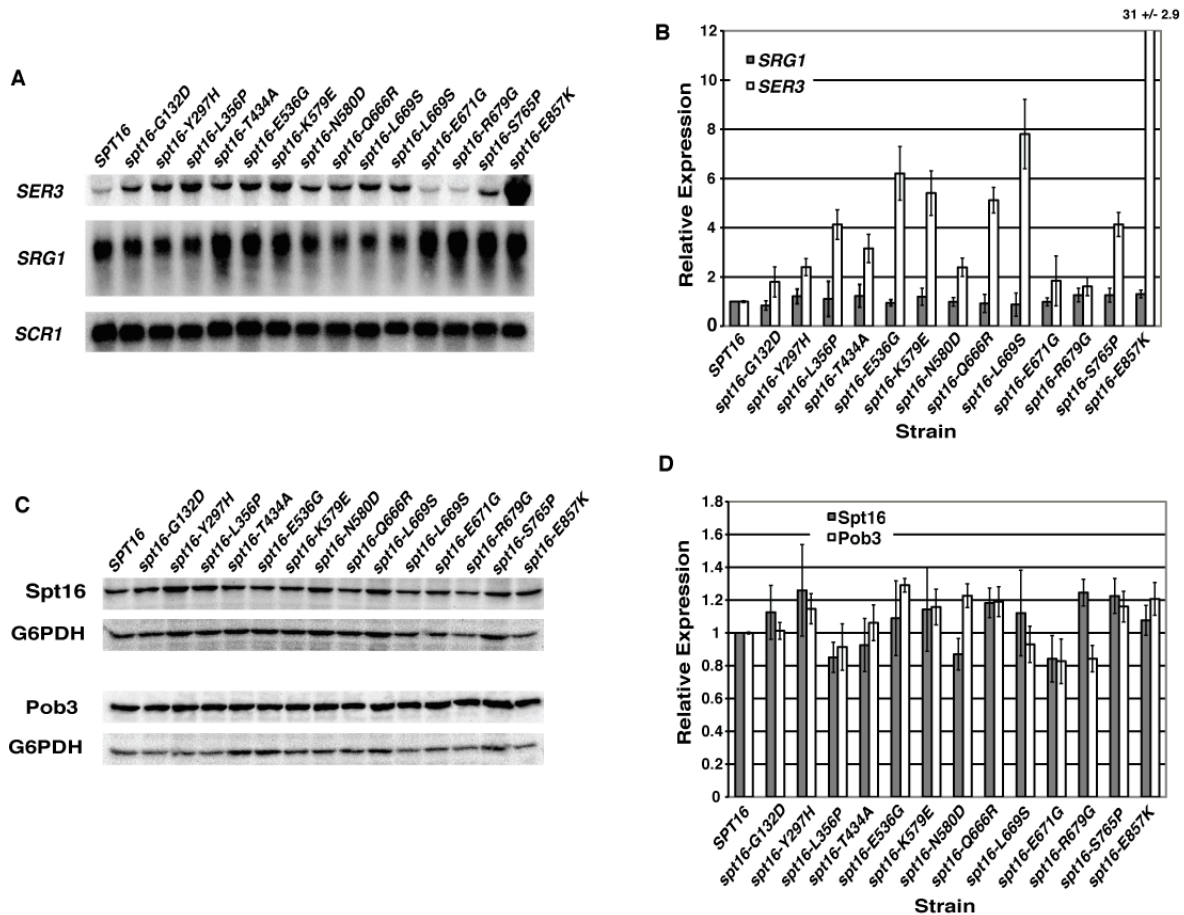 A
SPT16
spt16-G132D
spt16-Y297H
spt16-L356P
spt16-T434A
spt16-E536G
spt16-K579E
spt16-N580D
spt16-Q666R
spt16-L669S
spt16-L669S
spt16-E671G
spt16-R679G
spt16-S765P
spt16-E857K
SER3
SRG1
SCR1
B
31 +/- 2.9
SRG1
SER3
Relative Expression
12
10
8
6
4
2
0
SPT16
spt16-G132D
spt16-Y297H
spt16-L356P
spt16-T434A
spt16-E536G
spt16-K579E
spt16-N580D
spt16-Q666R
spt16-L669S
spt16-E671G
spt16-R679G
spt16-S765P
spt16-E857K
Strain
C
SPT16
spt16-G132D
spt16-Y297H
spt16-L356P
spt16-T434A
spt16-E536G
spt16-K579E
spt16-N580D
spt16-Q666R
spt16-L669S
spt16-L669S
spt16-E671G
spt16-R679G
spt16-S765P
spt16-E857K
Spt16
G6PDH
Pob3
G6PDH
D
Spt16
Pob3
Relative Expression
1.8
1.6
1.4
1.2
1
0.8
0.6
0.4
0.2
0
SPT16
spt16-G132D
spt16-Y297H
spt16-L356P
spt16-T434A
spt16-E536G
spt16-K579E
spt16-N580D
spt16-Q666R
spt16-L669S
spt16-E671G
spt16-R679G
spt16-S765P
spt16-E857K
Strain